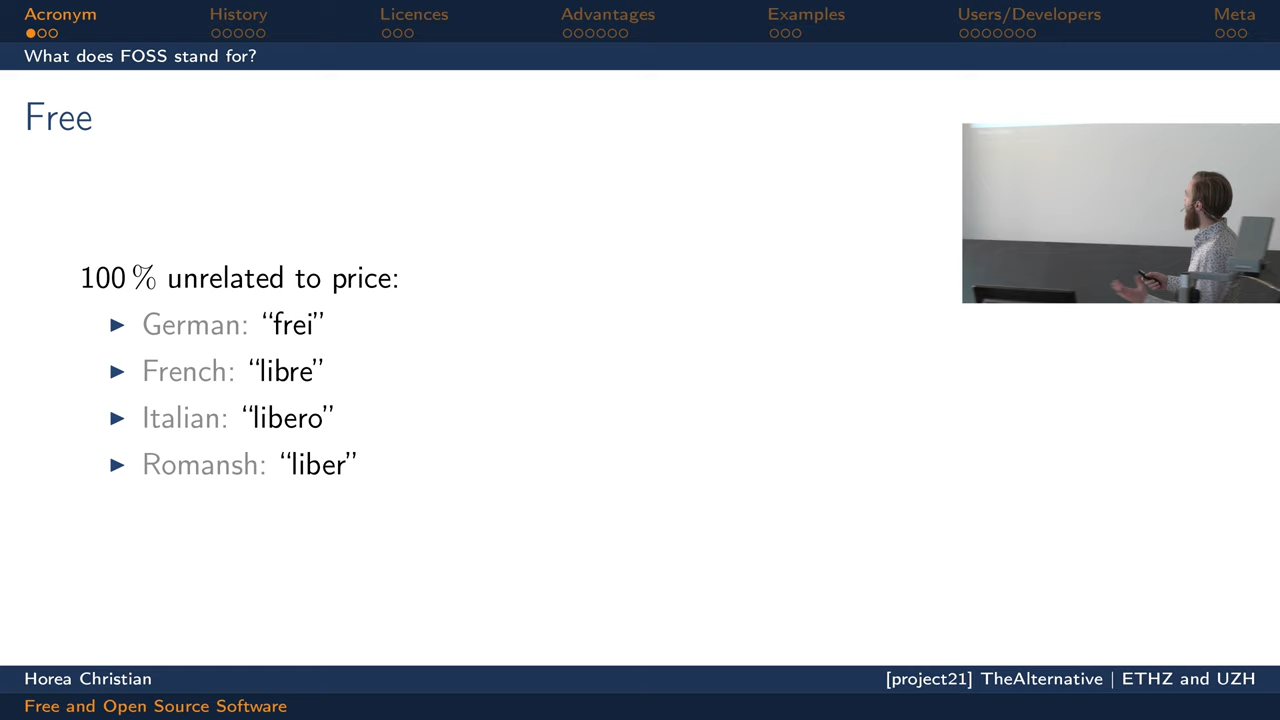 Acronym History Licences Advantages Examples Users/Developers Meta
What does FOSS stand for?
Free
100 % unrelated to price:
German: “frei”
French: “libre”
Italian: “libero”
Romansh: “liber”
Horea Christian [project21] TheAlternative | ETHZ and UZH
Free and Open Source Software